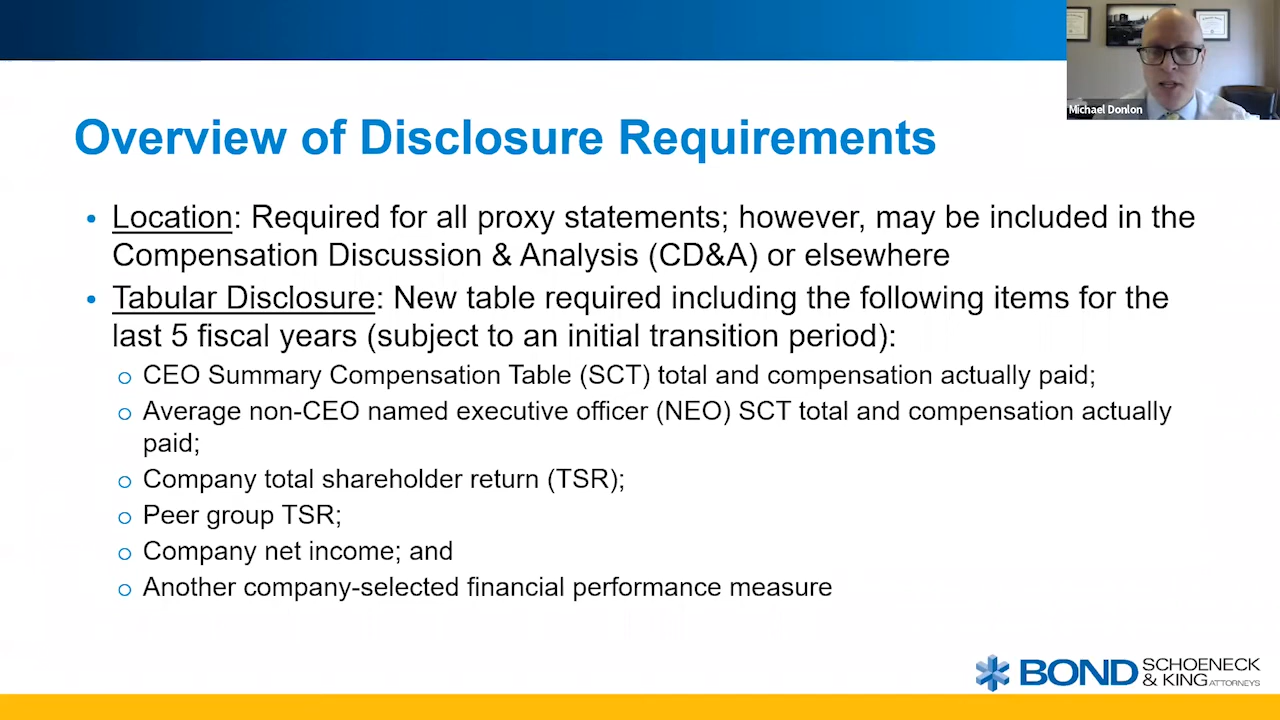 Michael Donlon
Overview of Disclosure Requirements
• Location: Required for all proxy statements; however, may be included in the
Compensation Discussion & Analysis (CD&A) or elsewhere
• Tabular Disclosure: New table required including the following items for the
last 5 fiscal years (subject to an initial transition period):
o CEO Summary Compensation Table (SCT) total and compensation actually paid;
o Average non-CEO named executive officer (NEO) SCT total and compensation actually
paid;
o Company total shareholder return (TSR);
o Peer group TSR;
o Company net income; and
o Another company-selected financial performance measure
BOND SCHOENECK
& KING ATTORNEYS